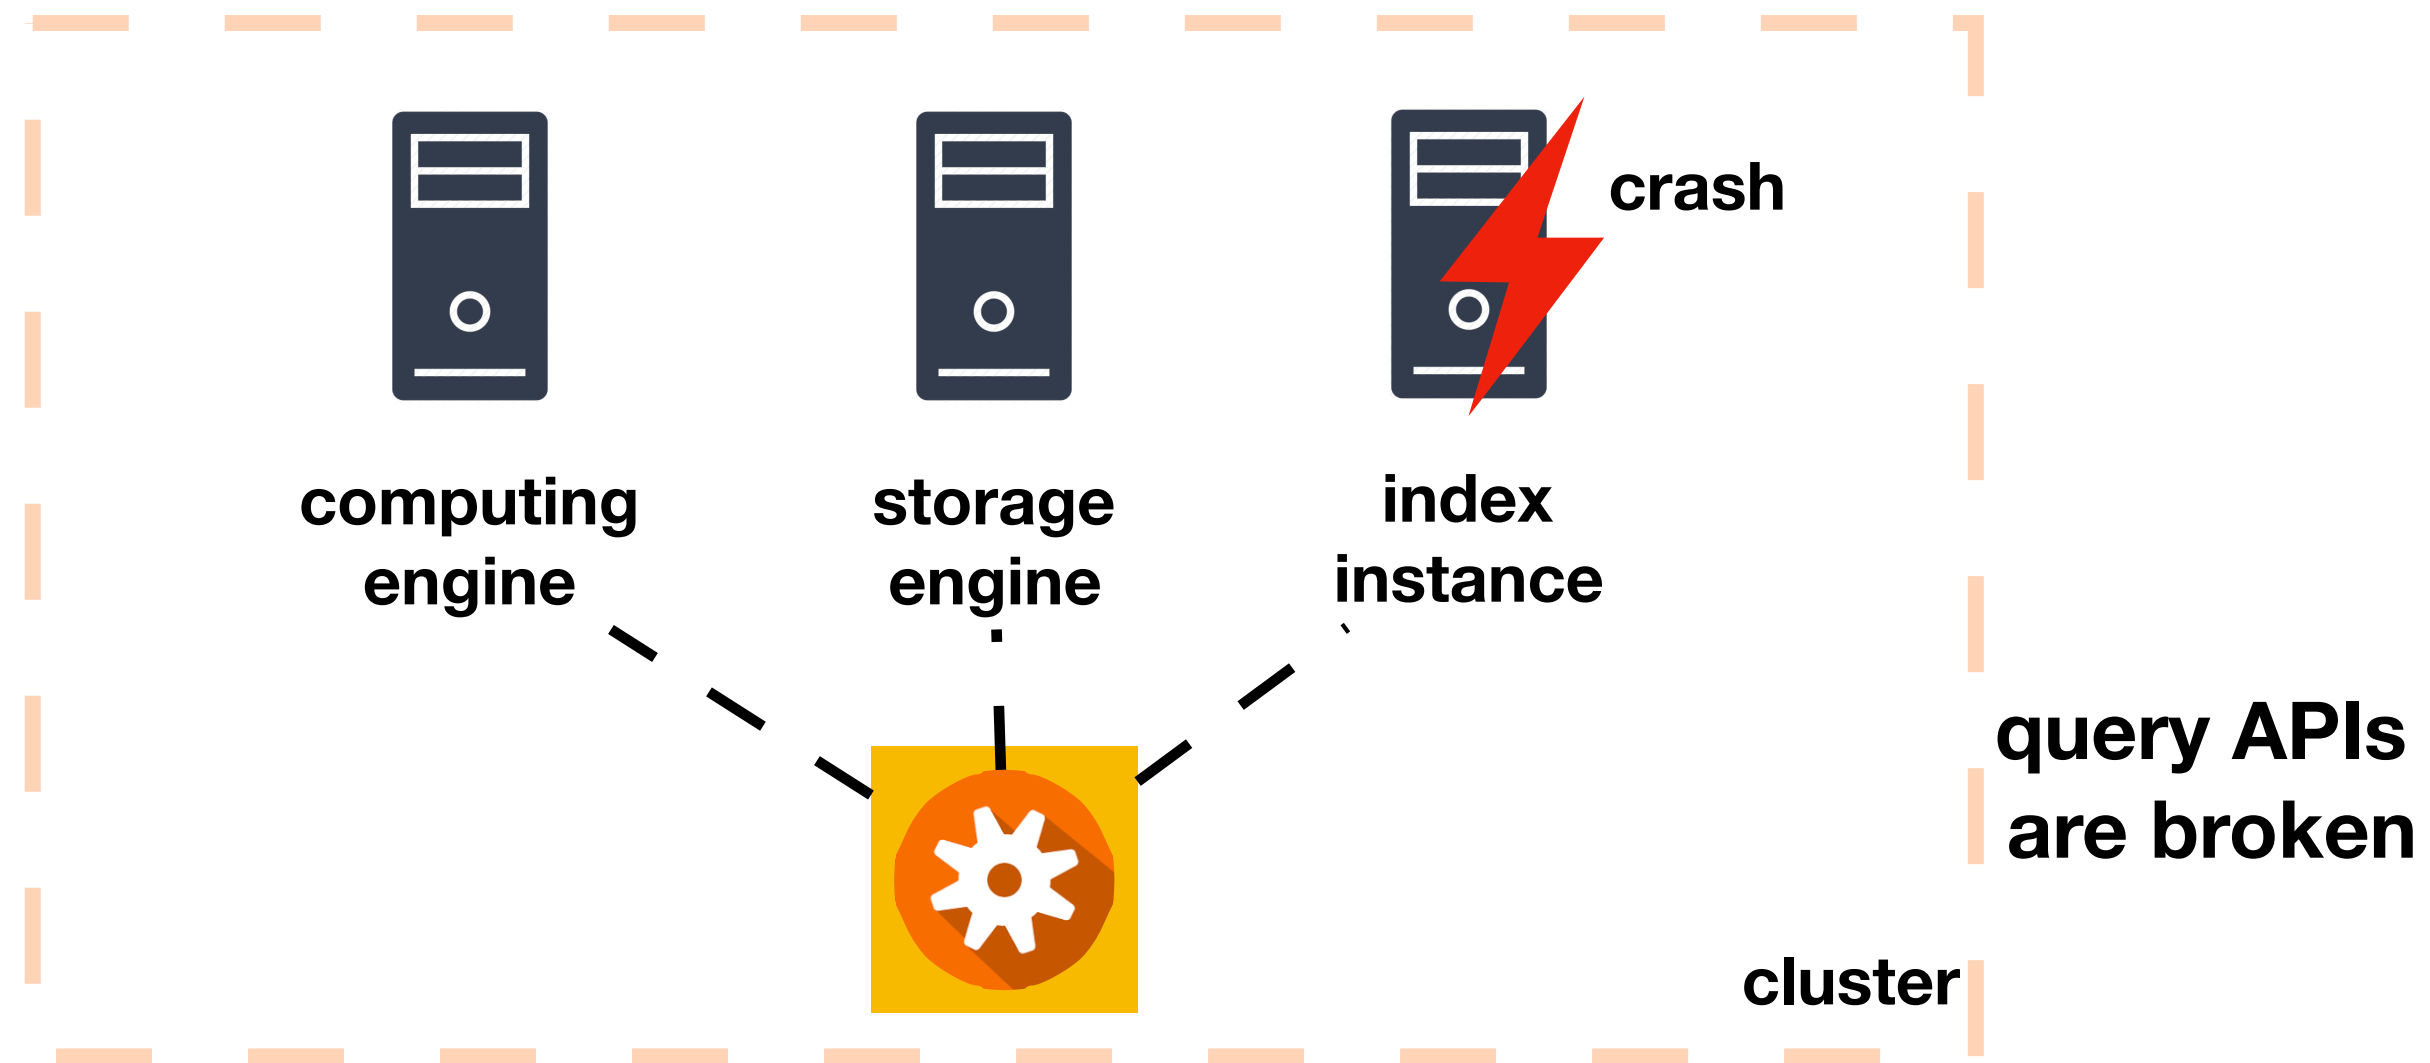 crash
computing
engine
storage
engine
index
instance
query APIs
are broken
cluster